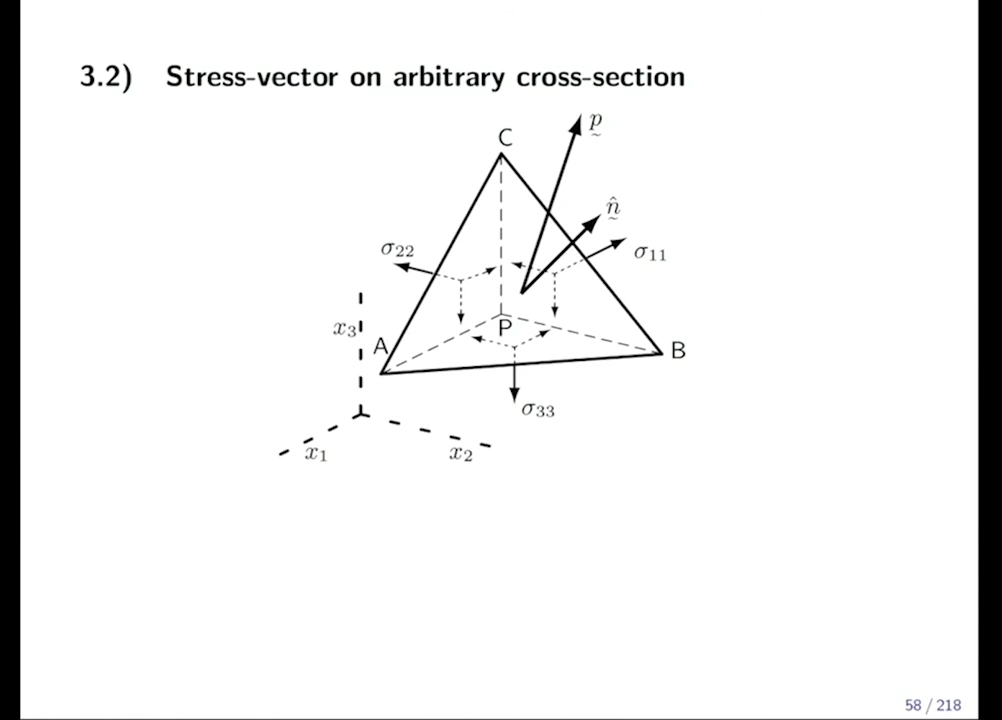 3.2) Stress-vector on arbitrary cross-section
C
p
n̂
σ22
σ11
x3
A
P
B
σ33
x1
x2
58 / 218